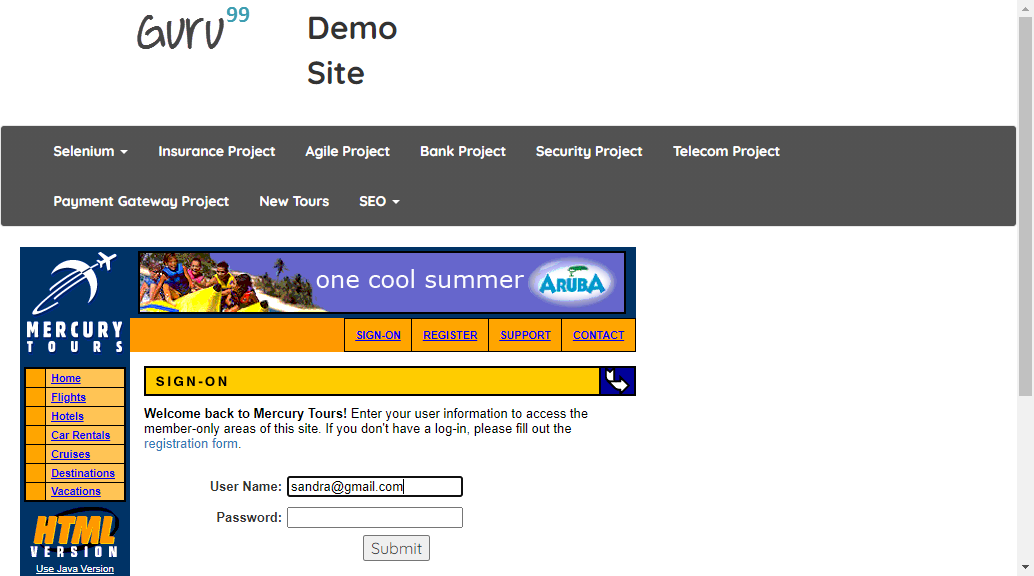 Guru99
Demo
Site
Selenium
Insurance Project
Agile Project
Bank Project
Security Project
Telecom Project
Payment Gateway Project
New Tours
SEO
MERCURY
TOURS
one cool summer
ARUBA
SIGN-ON
REGISTER
SUPPORT
CONTACT
Home
Flights
Hotels
Car Rentals
Cruises
Destinations
Vacations
HTML
VERSION
Use Java Version
SIGN-ON
Welcome back to Mercury Tours! Enter your user information to access the
member-only areas of this site. If you don't have a log-in, please fill out the
registration form.
User Name: sandra@gmail.com
Password:
Submit